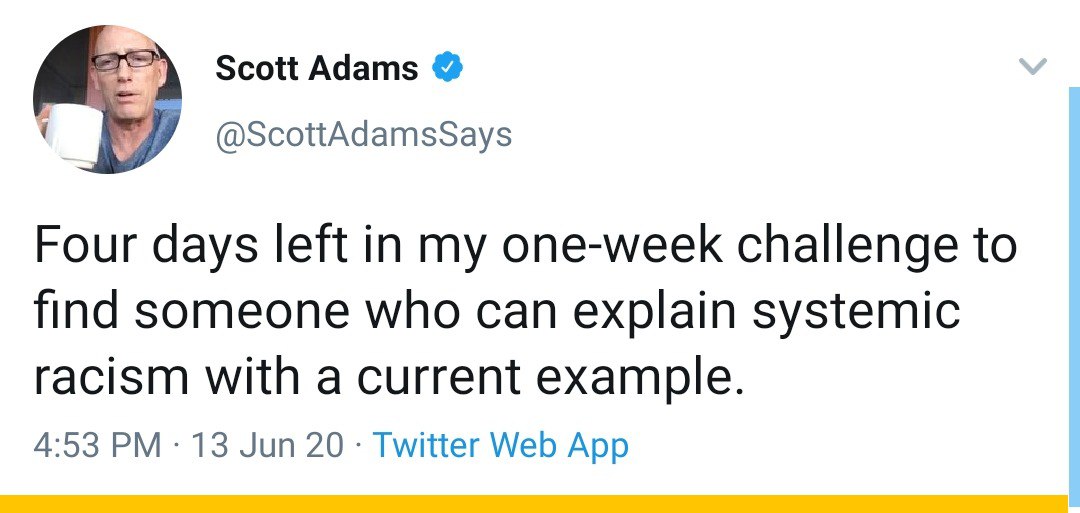 Scott Adams
@ScottAdamsSays
Four days left in my one-week challenge to
find someone who can explain systemic
racism with a current example.
4:53 PM · 13 Jun 20 · Twitter Web App